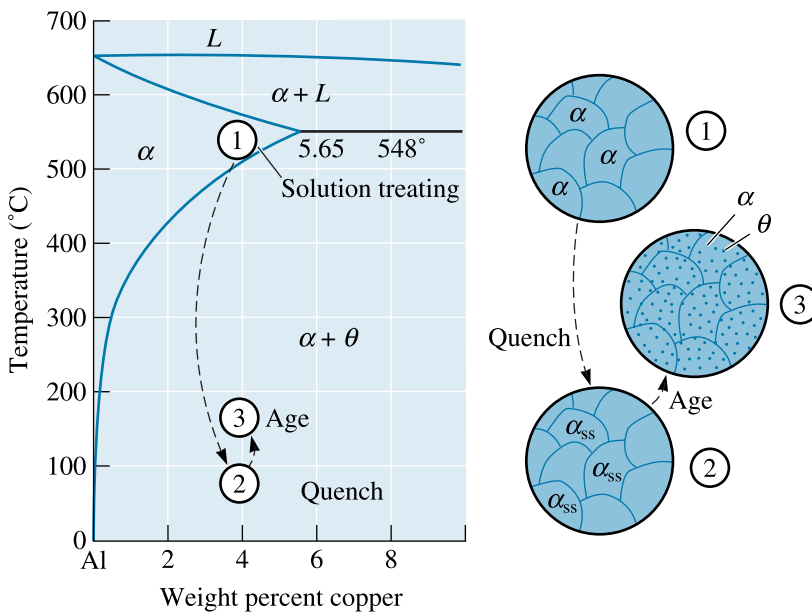 700
600
500
400
300
200
100
0
Temperature (°C)
L
α + L
α
1
5.65
548°
Solution treating
α + θ
3
Age
2
Quench
Al
2
4
6
8
Weight percent copper
α
α
α
1
α
θ
3
Quench
Age
αss
αss
αss
2